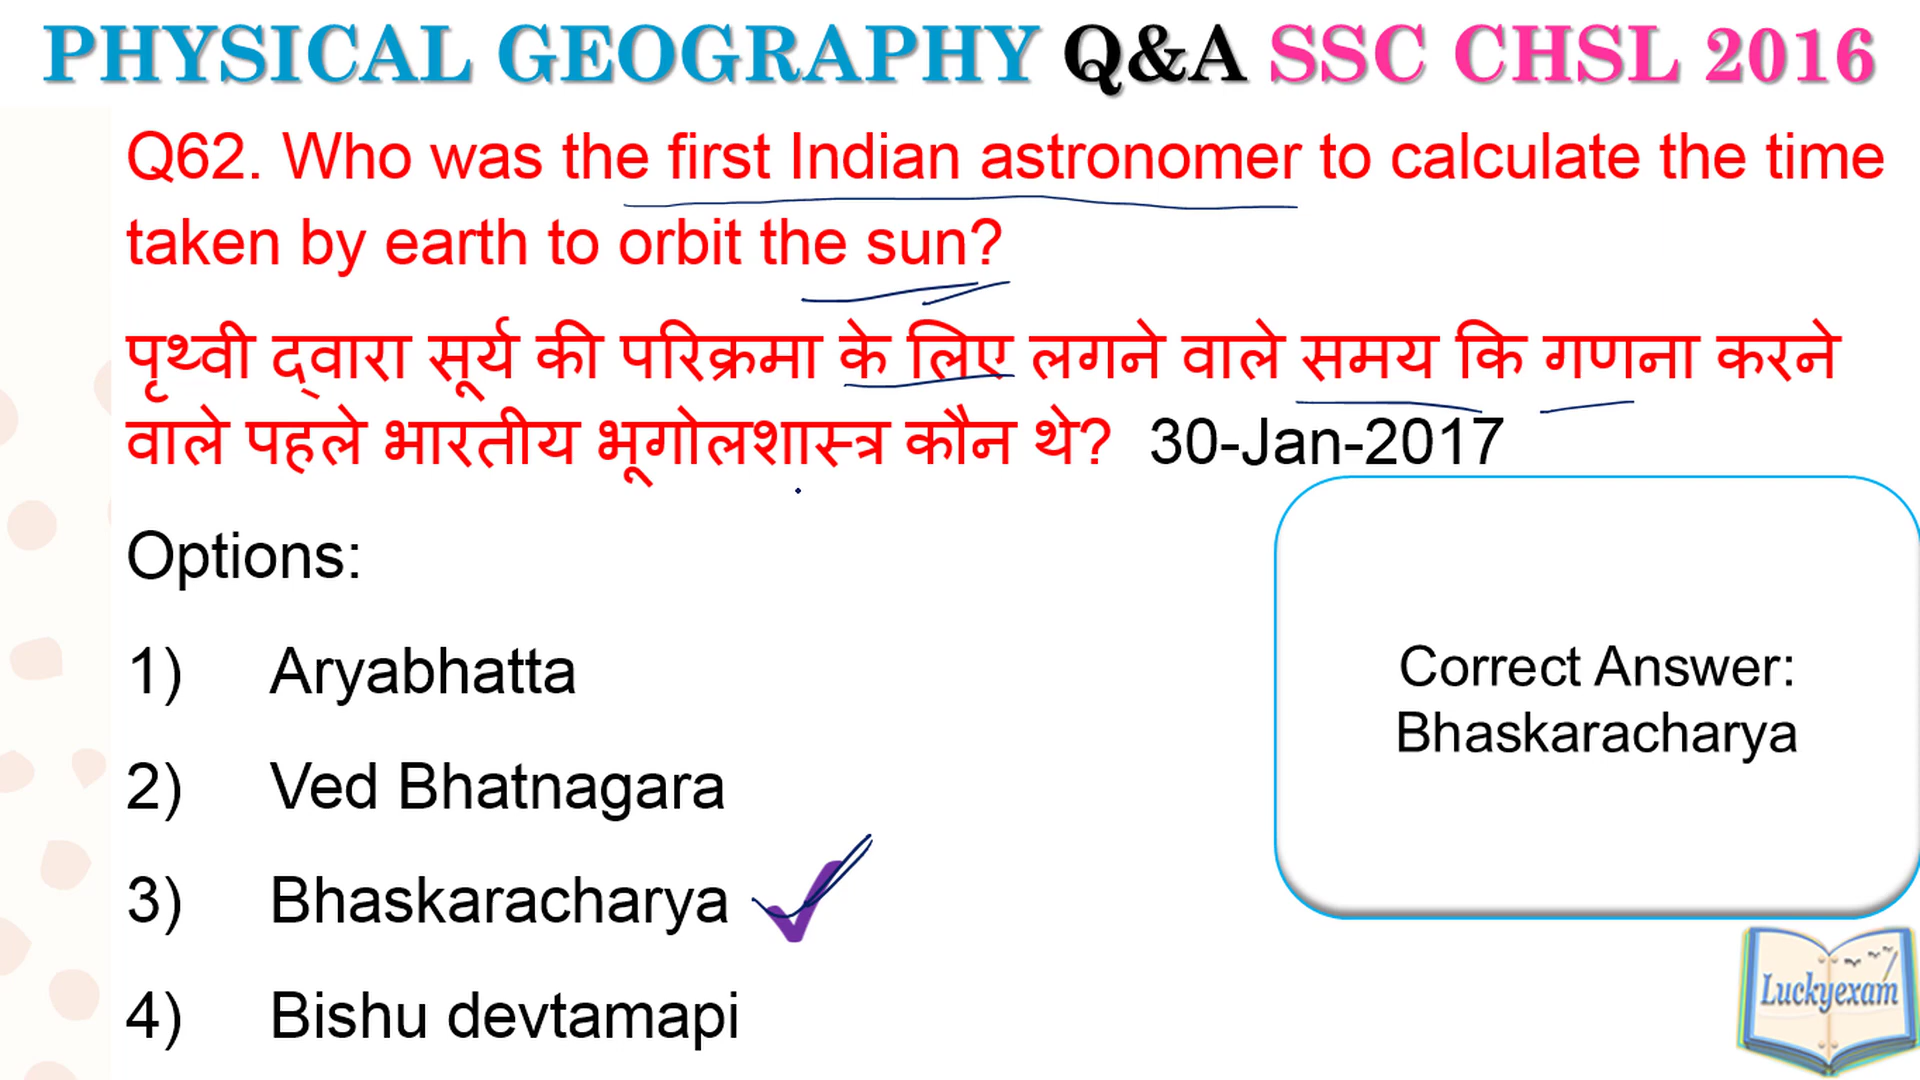 PHYSICAL GEOGRAPHY Q&A SSC CHSL 2016
Q62. Who was the first Indian astronomer to calculate the time
taken by earth to orbit the sun?
पृथ्वी द्वारा सूर्य की परिक्रमा के लिए लगने वाले समय कि गणना करने
वाले पहले भारतीय भूगोलशास्त्र कौन थे? 30-Jan-2017
Options:
1) Aryabhatta
2) Ved Bhatnagara
3) Bhaskaracharya
4) Bishu devtamapi
Correct Answer:
Bhaskaracharya
Luckyexam